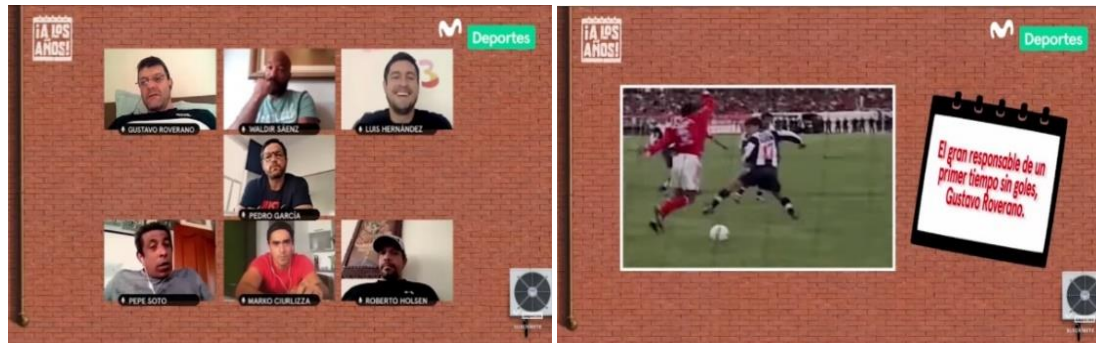 ¡A LOS
AÑOS!
Deportes
GUSTAVO ROVERANO
WALDIR SÁENZ
LUIS HERNÁNDEZ
PEDRO GARCÍA
PEPE SOTO
MARKO CIURLIZZA
ROBERTO HOLSEN
¡A LOS
AÑOS!
Deportes
El gran responsable de un
primer tiempo sin goles,
Gustavo Roverano.